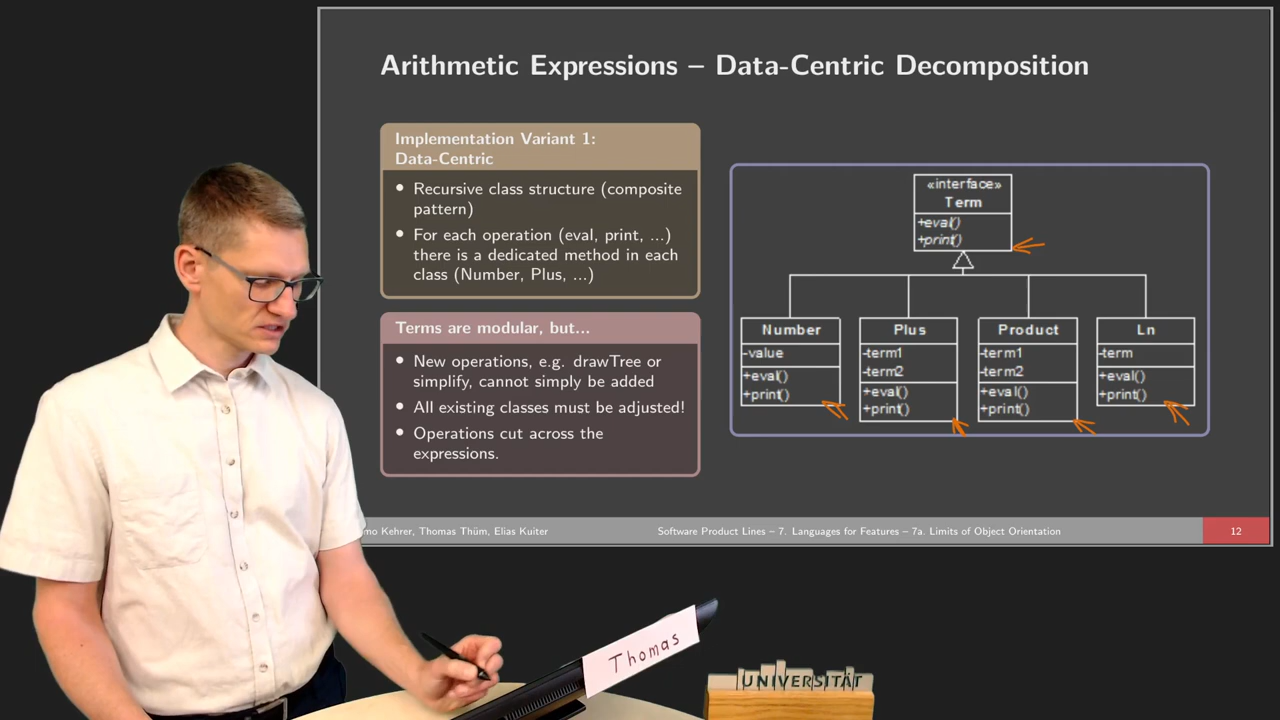 Arithmetic Expressions – Data-Centric Decomposition
Implementation Variant 1:
Data-Centric
• Recursive class structure (composite
pattern)
• For each operation (eval, print, ...)
there is a dedicated method in each
class (Number, Plus, ...)
Terms are modular, but...
• New operations, e.g. drawTree or
simplify, cannot simply be added
• All existing classes must be adjusted!
• Operations cut across the
expressions.
«interface»
Term
+eval()
+print()
Number
-value
+eval()
+print()
Plus
-term1
-term2
+eval()
+print()
Product
-term1
-term2
+eval()
+print()
Ln
-term
+eval()
+print()
mo Kehrer, Thomas Thüm, Elias Kuiter
Software Product Lines – 7. Languages for Features – 7a. Limits of Object Orientation
12
Thomas
UNIVERSITÄT